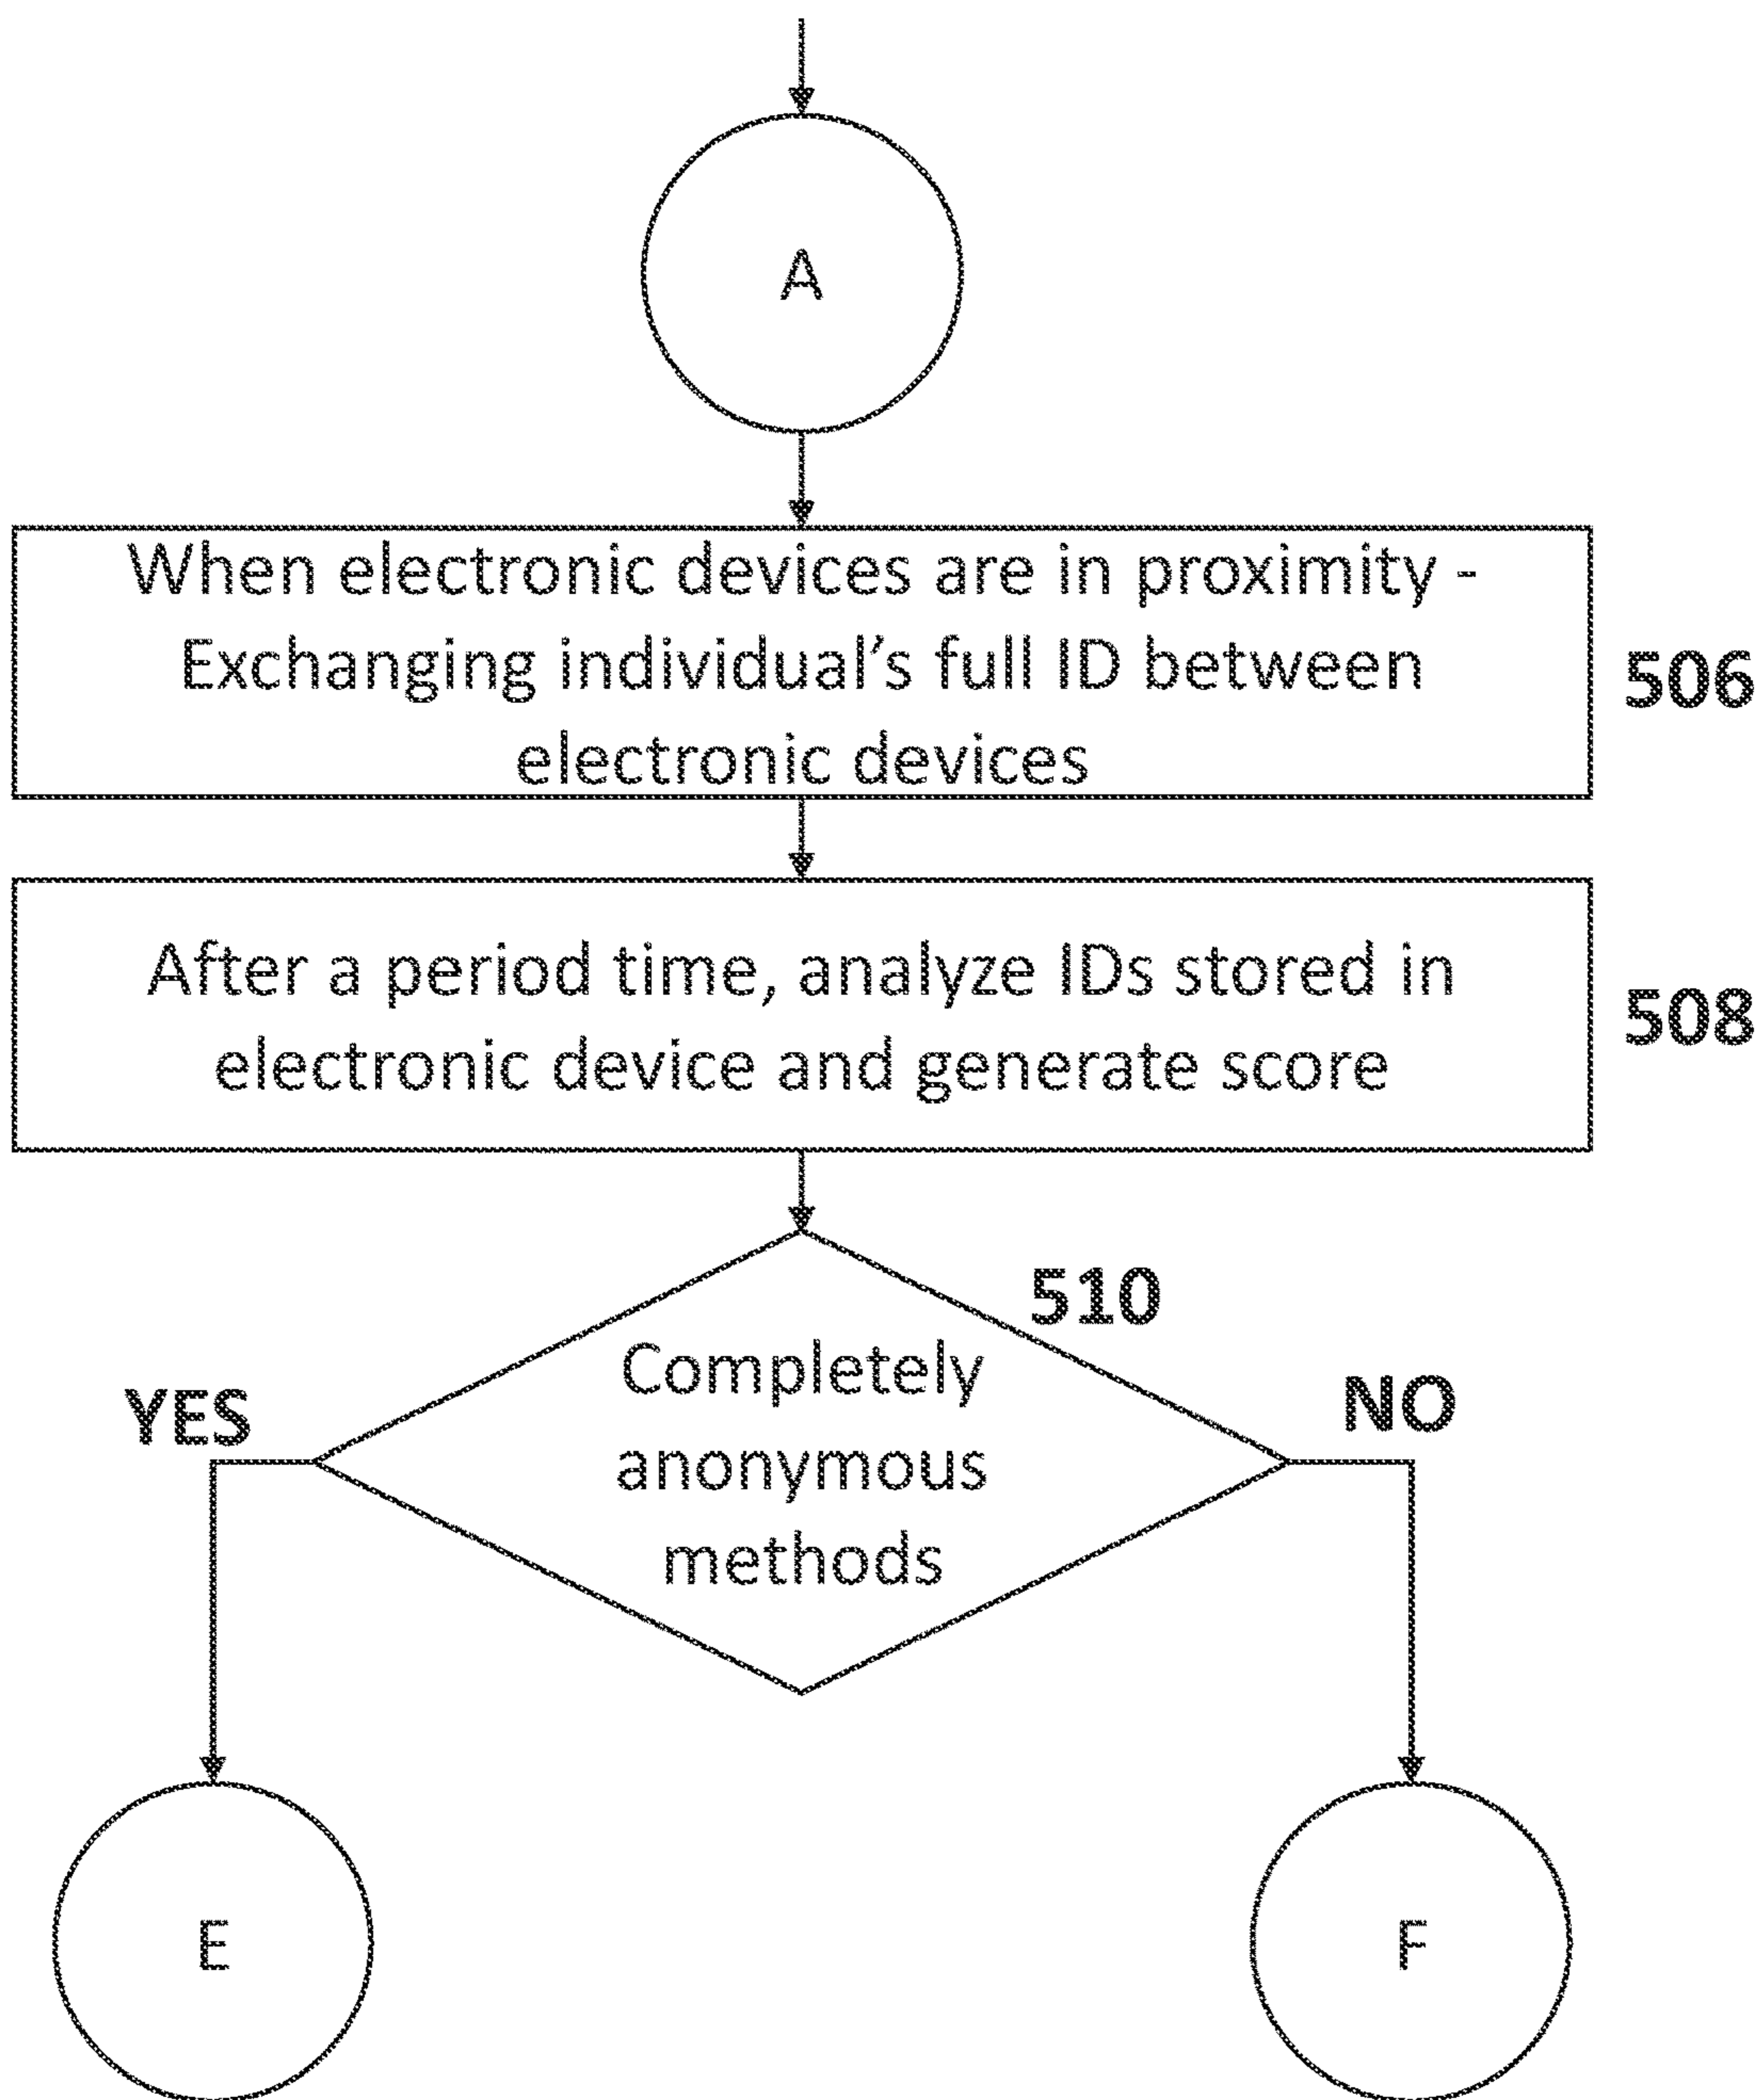 A
When electronic devices are in proximity -
Exchanging individual's full ID between
electronic devices
506
After a period time, analyze IDs stored in
electronic device and generate score
508
510
Completely
anonymous
methods
YES
NO
E
F